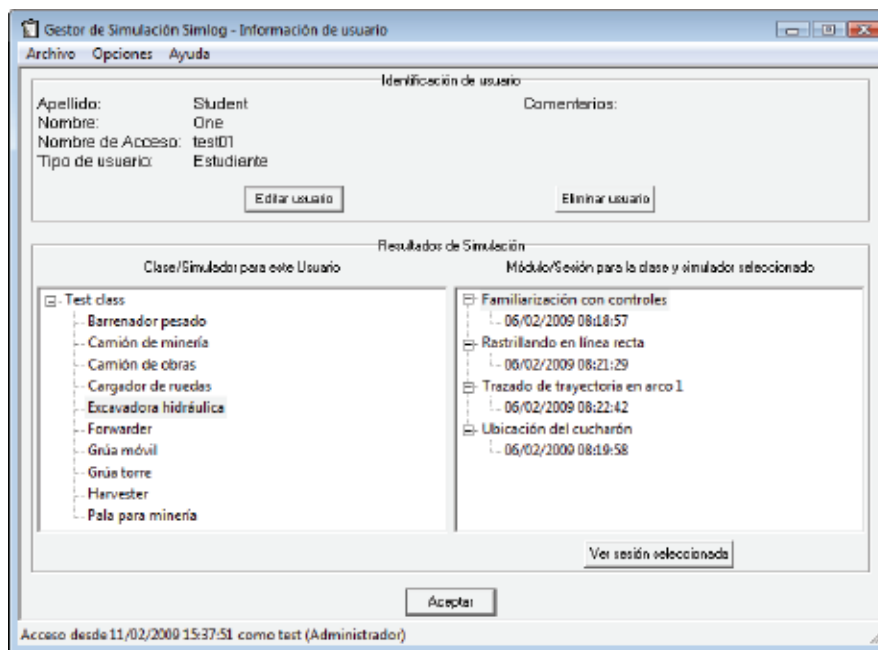 Gestor de Simulación Simlog - Información de usuario
Archivo Opciones Ayuda
Identificación de usuario
Apellido: Student Comentarios:
Nombre: One
Nombre de Acceso: test01
Tipo de usuario: Estudiante
Editar usuario Eliminar usuario
Resultados de Simulación
Clase/Simulador para este Usuario Módulo/Sesión para la clase y simulador seleccionado
Test class
Barrenador pesado
Camión de minería
Camión de obras
Cargador de ruedas
Excavadora hidráulica
Forwarder
Grúa móvil
Grúa torre
Harvester
Pala para minería
Familiarización con controles
06/02/2009 08:18:57
Rastrillando en línea recta
06/02/2009 08:21:29
Trazado de trayectoria en arco 1
06/02/2009 08:22:42
Ubicación del cucharón
06/02/2009 08:19:58
Ver sesión seleccionada
Aceptar
Acceso desde 11/02/2009 15:37:51 como test (Administrador)